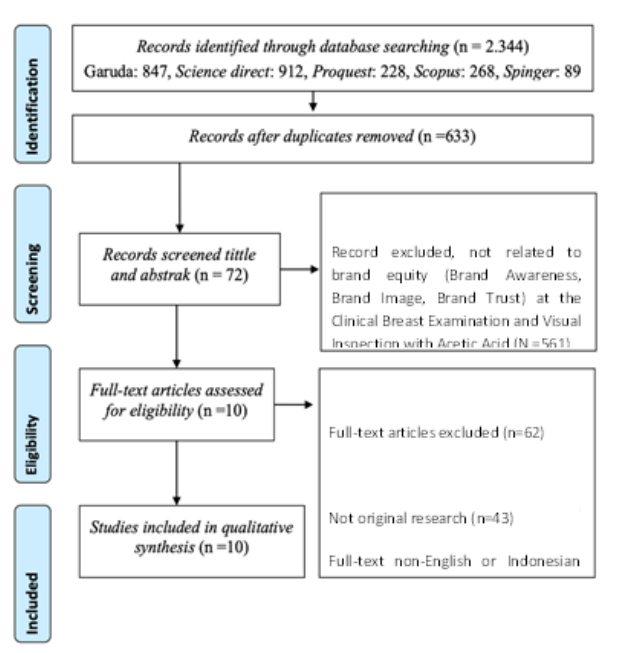 Identification
Records identified through database searching (n = 2.344)
Garuda: 847, Science direct: 912, Proquest: 228, Scopus: 268, Spinger: 89
Records after duplicates removed (n =633)
Screening
Records screened tittle
and abstrak (n = 72)
Record excluded, not related to
brand equity (Brand Awareness,
Brand Image, Brand Trust) at the
Clinical Breast Examination and Visual
Inspection with Acetic Acid (N =561)
Eligibility
Full-text articles assessed
for eligibility (n =10)
Full-text articles excluded (n=62)
Not original research (n=43)
Full-text non-English or Indonesian
Included
Studies included in qualitative
synthesis (n =10)